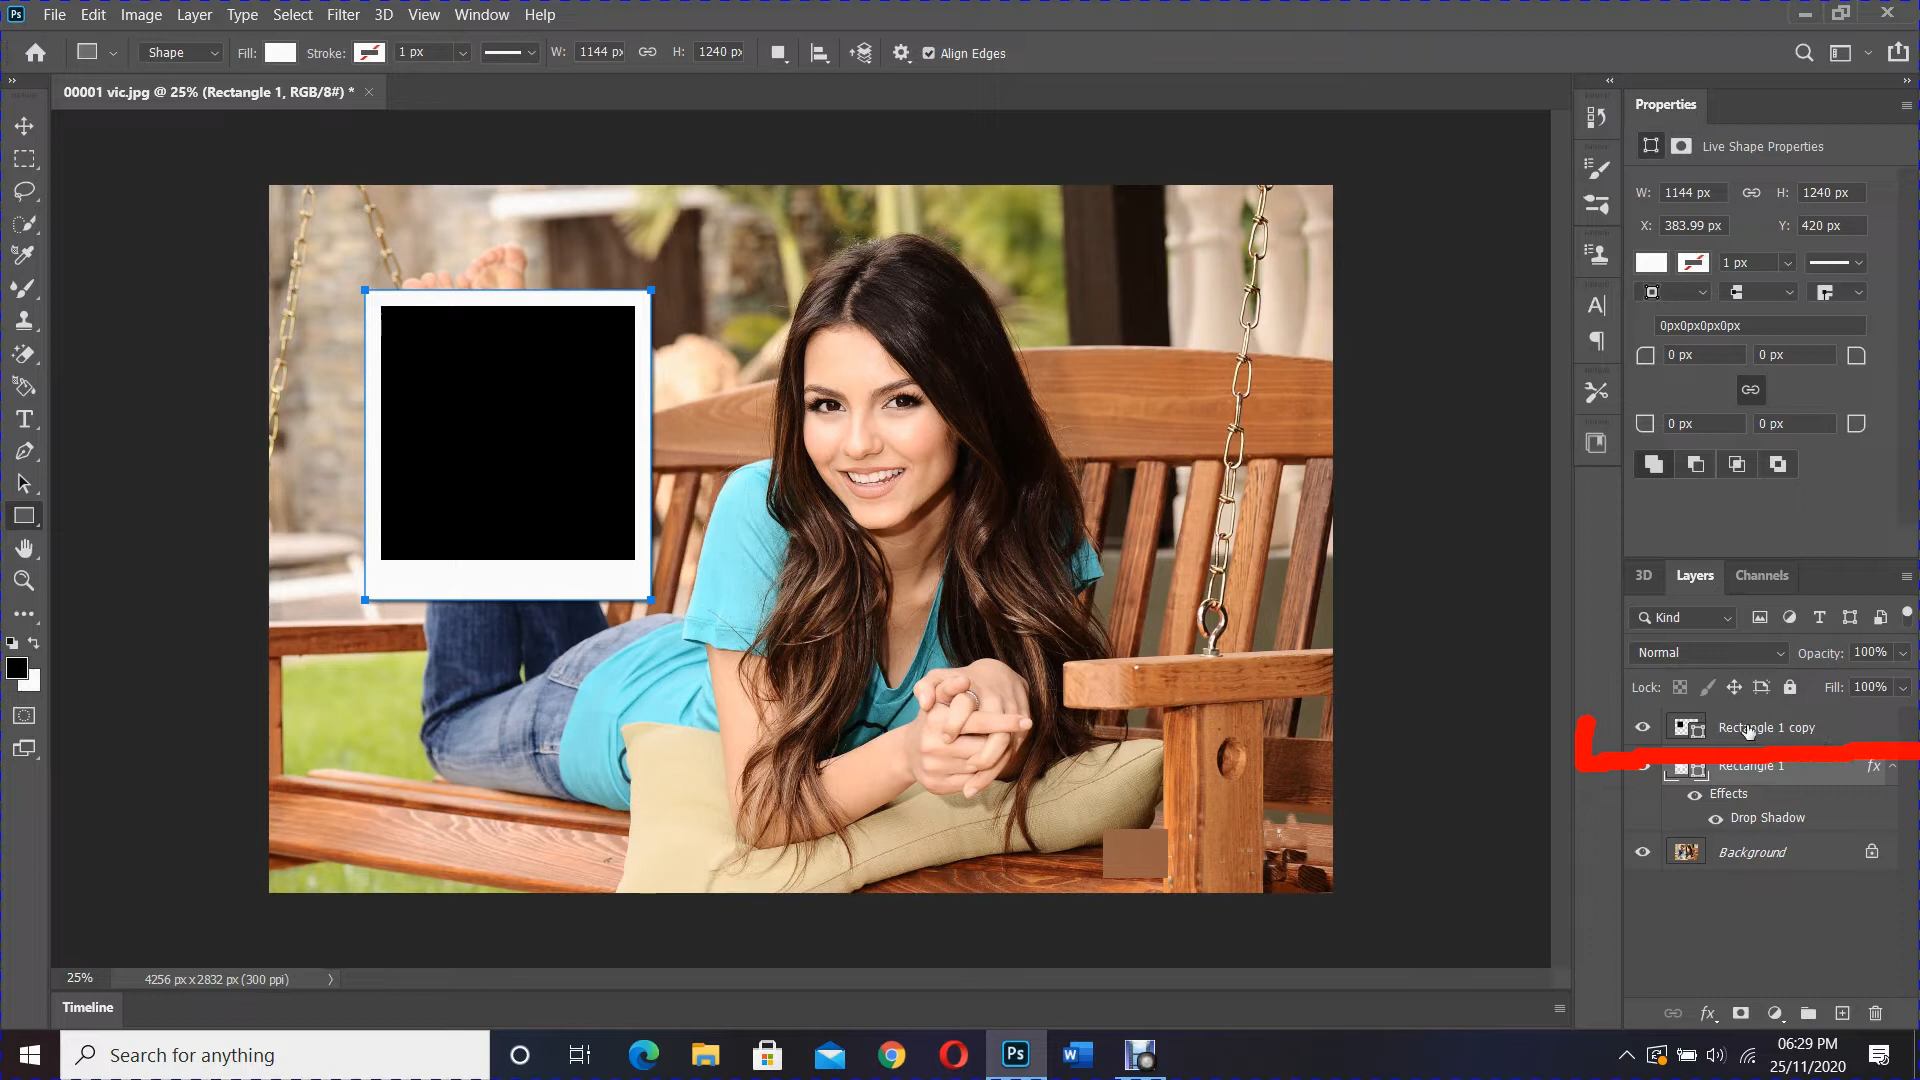 Ps File Edit Image Layer Type Select Filter 3D View Window Help
Shape Fill: Stroke: 1 px W: 1144 px H: 1240 px Align Edges
00001 vic.jpg @ 25% (Rectangle 1, RGB/8#) * ×
Properties
Live Shape Properties
W: 1144 px H: 1240 px
X: 383.99 px Y: 420 px
1 px
0px0px0px0px
0 px 0 px
0 px 0 px
3D Layers Channels
Kind
Normal Opacity: 100%
Lock: Fill: 100%
Rectangle 1 copy
Rectangle 1 fx
Effects
Drop Shadow
Background
25% 4256 px x 2832 px (300 ppi)
Timeline
fx
Search for anything
Ps
W
06:29 PM
25/11/2020